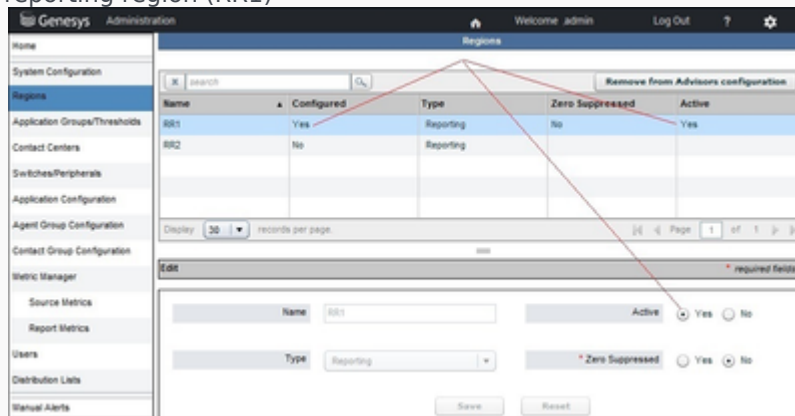 reporting region (RR1)
Genesys Administration Welcome admin Log Out ?
Home
Regions
System Configuration
Regions
Application Groups/Thresholds
Contact Centers
Switches/Peripherals
Application Configuration
Agent Group Configuration
Contact Group Configuration
Metric Manager
Source Metrics
Report Metrics
Users
Distribution Lists
Manual Alerts
x search Remove from Advisors configuration
Name Configured Type Zero Suppressed Active
RR1 Yes Reporting No Yes
RR2 No Reporting
Display 30 records per page. Page 1 of 1
Edit * required fields
Name RR1 Active Yes No
Type Reporting * Zero Suppressed Yes No
Save Reset